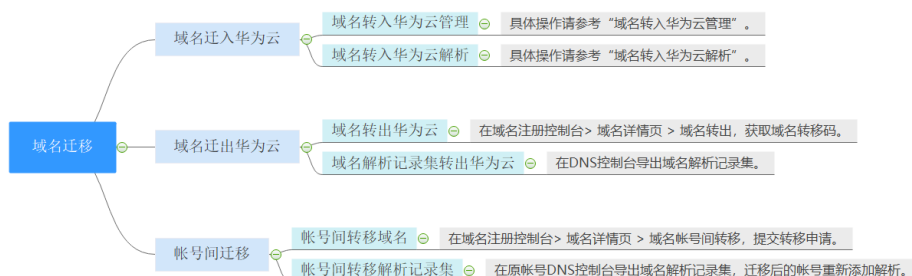 域名迁移
域名迁入华为云
域名转入华为云管理
具体操作请参考“域名转入华为云管理”。
域名转入华为云解析
具体操作请参考“域名转入华为云解析”。
域名迁出华为云
域名转出华为云
在域名注册控制台> 域名详情页 > 域名转出，获取域名转移码。
域名解析记录集转出华为云
在DNS控制台导出域名解析记录集。
帐号间迁移
帐号间转移域名
在域名注册控制台> 域名详情页 > 域名帐号间转移，提交转移申请。
帐号间转移解析记录集
在原帐号DNS控制台导出域名解析记录集，迁移后的帐号重新添加解析。